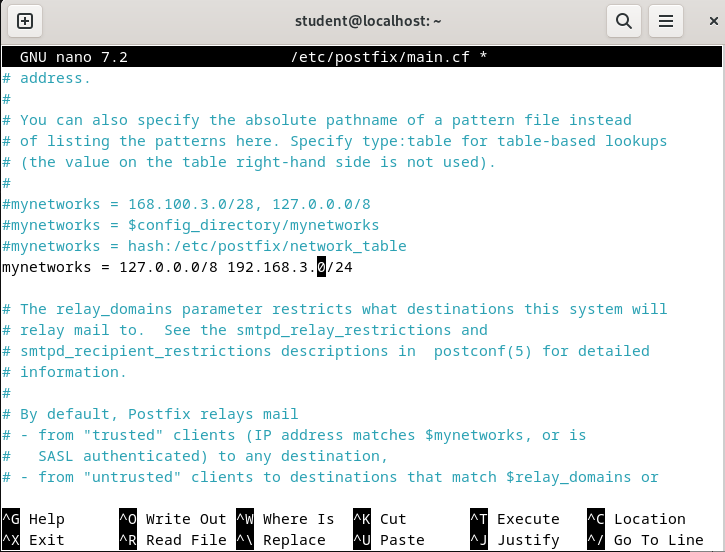 student@localhost: ~
GNU nano 7.2 /etc/postfix/main.cf *
# address.
#
# You can also specify the absolute pathname of a pattern file instead
# of listing the patterns here. Specify type:table for table-based lookups
# (the value on the table right-hand side is not used).
#
#mynetworks = 168.100.3.0/28, 127.0.0.0/8
#mynetworks = $config_directory/mynetworks
#mynetworks = hash:/etc/postfix/network_table
mynetworks = 127.0.0.0/8 192.168.3.0/24
# The relay_domains parameter restricts what destinations this system will
# relay mail to.  See the smtpd_relay_restrictions and
# smtpd_recipient_restrictions descriptions in  postconf(5) for detailed
# information.
#
# By default, Postfix relays mail
# - from "trusted" clients (IP address matches $mynetworks, or is
#   SASL authenticated) to any destination,
# - from "untrusted" clients to destinations that match $relay_domains or
^G Help ^O Write Out ^W Where Is ^K Cut ^T Execute ^C Location
^X Exit ^R Read File ^\ Replace ^U Paste ^J Justify ^/ Go To Line